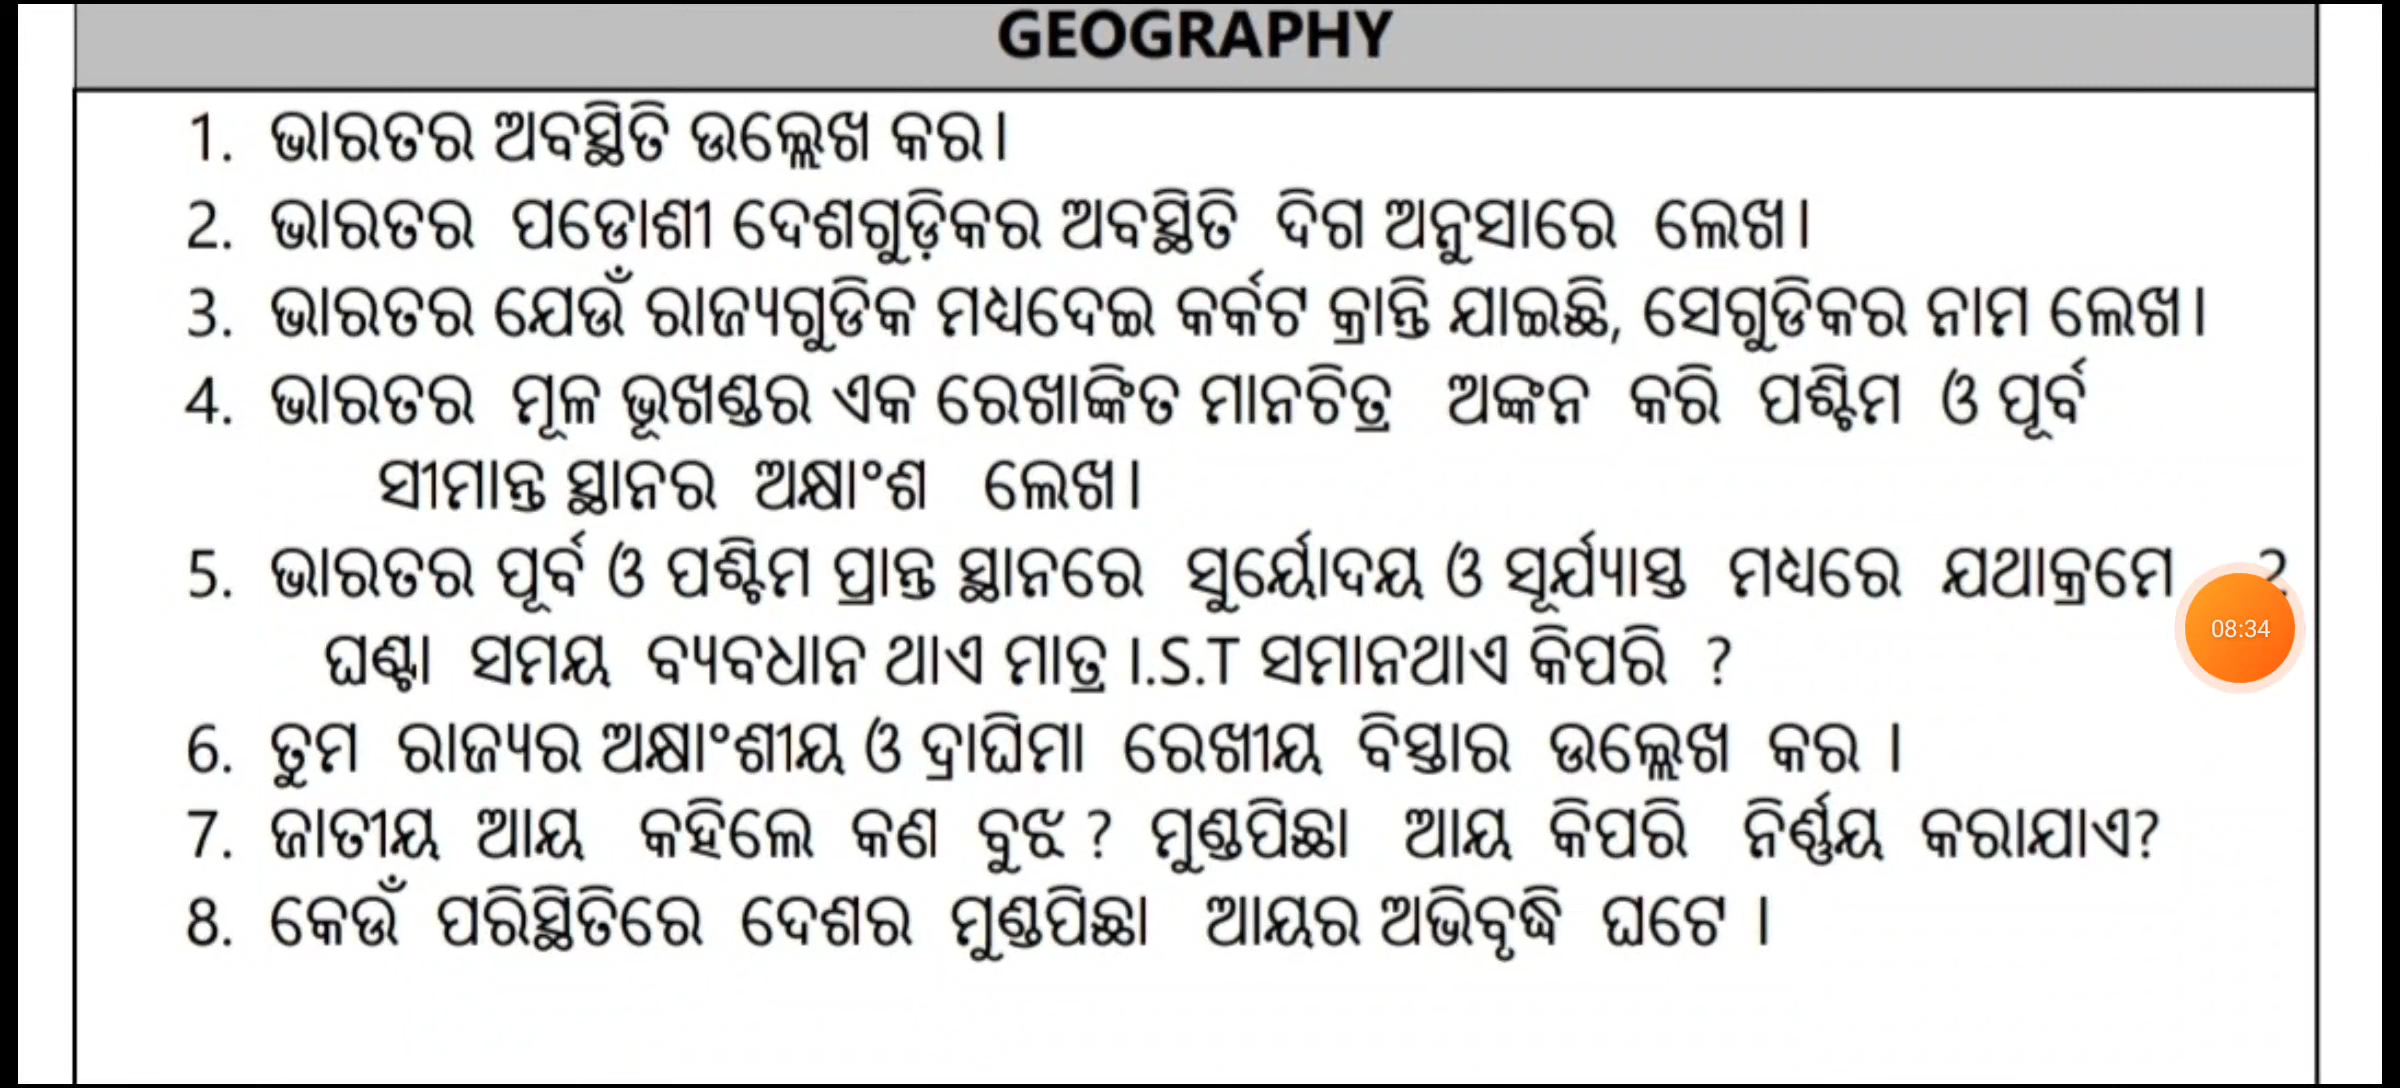 GEOGRAPHY
1. ଭାରତର ଅବସ୍ଥିତି ଉଲ୍ଲେଖ କର।
2. ଭାରତର ପଡୋଶୀ ଦେଶଗୁଡ଼ିକର ଅବସ୍ଥିତି ଦିଗ ଅନୁସାରେ ଲେଖ।
3. ଭାରତର ଯେଉଁ ରାଜ୍ୟଗୁଡିକ ମଧ୍ୟଦେଇ କର୍କଟ କ୍ରାନ୍ତି ଯାଇଛି, ସେଗୁଡିକର ନାମ ଲେଖ।
4. ଭାରତର ମୂଳ ଭୂଖଣ୍ଡର ଏକ ରେଖାଙ୍କିତ ମାନଚିତ୍ର ଅଙ୍କନ କରି ପଶ୍ଚିମ ଓ ପୂର୍ବ
ସୀମାନ୍ତ ସ୍ଥାନର ଅକ୍ଷାଂଶ ଲେଖ।
5. ଭାରତର ପୂର୍ବ ଓ ପଶ୍ଚିମ ପ୍ରାନ୍ତ ସ୍ଥାନରେ ସୁର୍ଯୋଦୟ ଓ ସୂର୍ଯ୍ୟାସ୍ତ ମଧ୍ୟରେ ଯଥାକ୍ରମେ 2
ଘଣ୍ଟା ସମୟ ବ୍ୟବଧାନ ଥାଏ ମାତ୍ର I.S.T ସମାନଥାଏ କିପରି ?
08:34
6. ତୁମ ରାଜ୍ୟର ଅକ୍ଷାଂଶୀୟ ଓ ଦ୍ରାଘିମା ରେଖୀୟ ବିସ୍ତାର ଉଲ୍ଲେଖ କର ।
7. ଜାତୀୟ ଆୟ କହିଲେ କଣ ବୁଝ ? ମୁଣ୍ଡପିଛା ଆୟ କିପରି ନିର୍ଣ୍ଣୟ କରାଯାଏ?
8. କେଉଁ ପରିସ୍ଥିତିରେ ଦେଶର ମୁଣ୍ଡପିଛା ଆୟର ଅଭିବୃଦ୍ଧି ଘଟେ ।